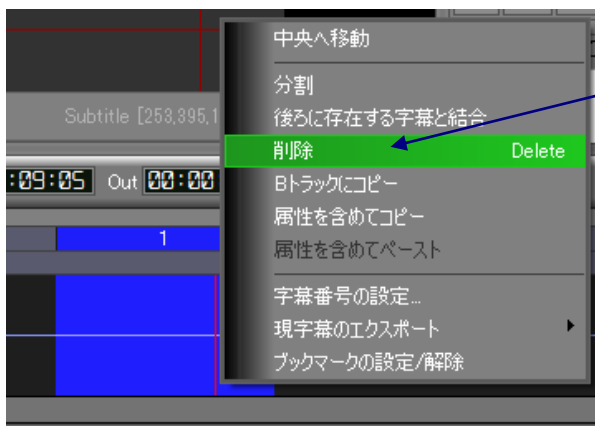 中央へ移動
分割
後ろに存在する字幕と結合
削除 Delete
Bトラックにコピー
属性を含めてコピー
属性を含めてペースト
字幕番号の設定...
現字幕のエクスポート
ブックマークの設定/解除
Subtitle [253,395,1
:09:05 Out 00:00
1